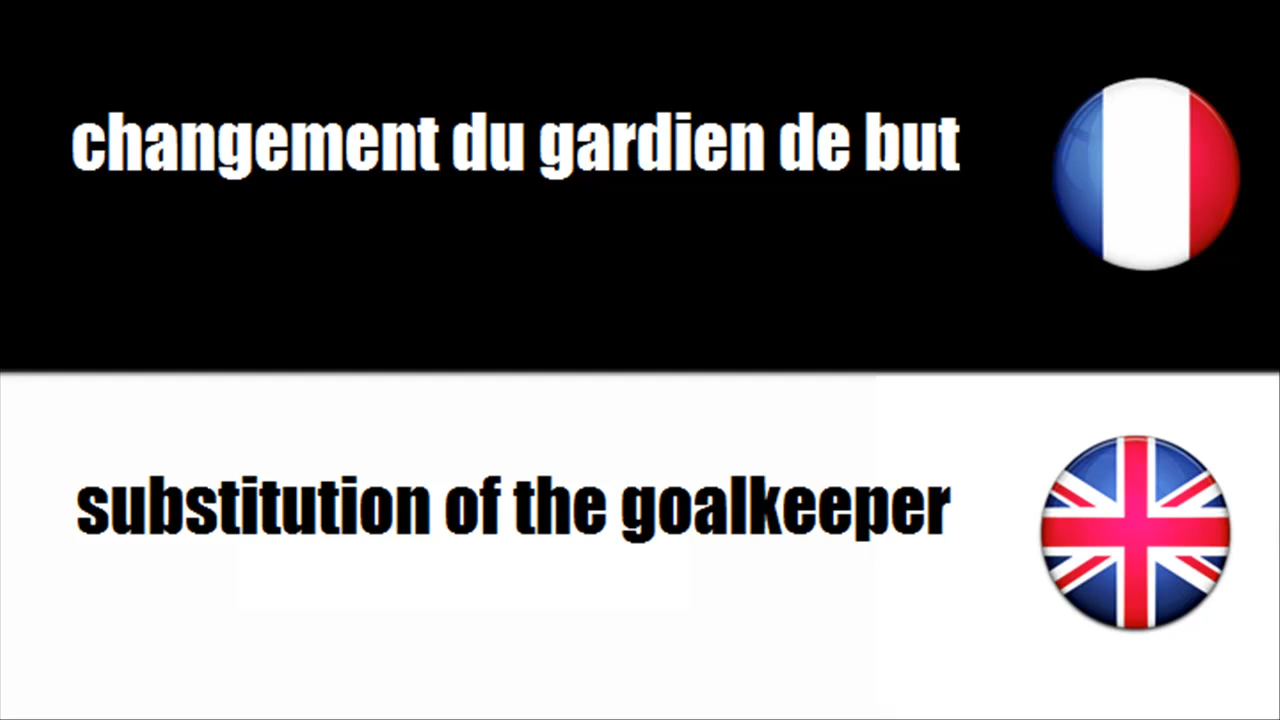 changement du gardien de but
substitution of the goalkeeper